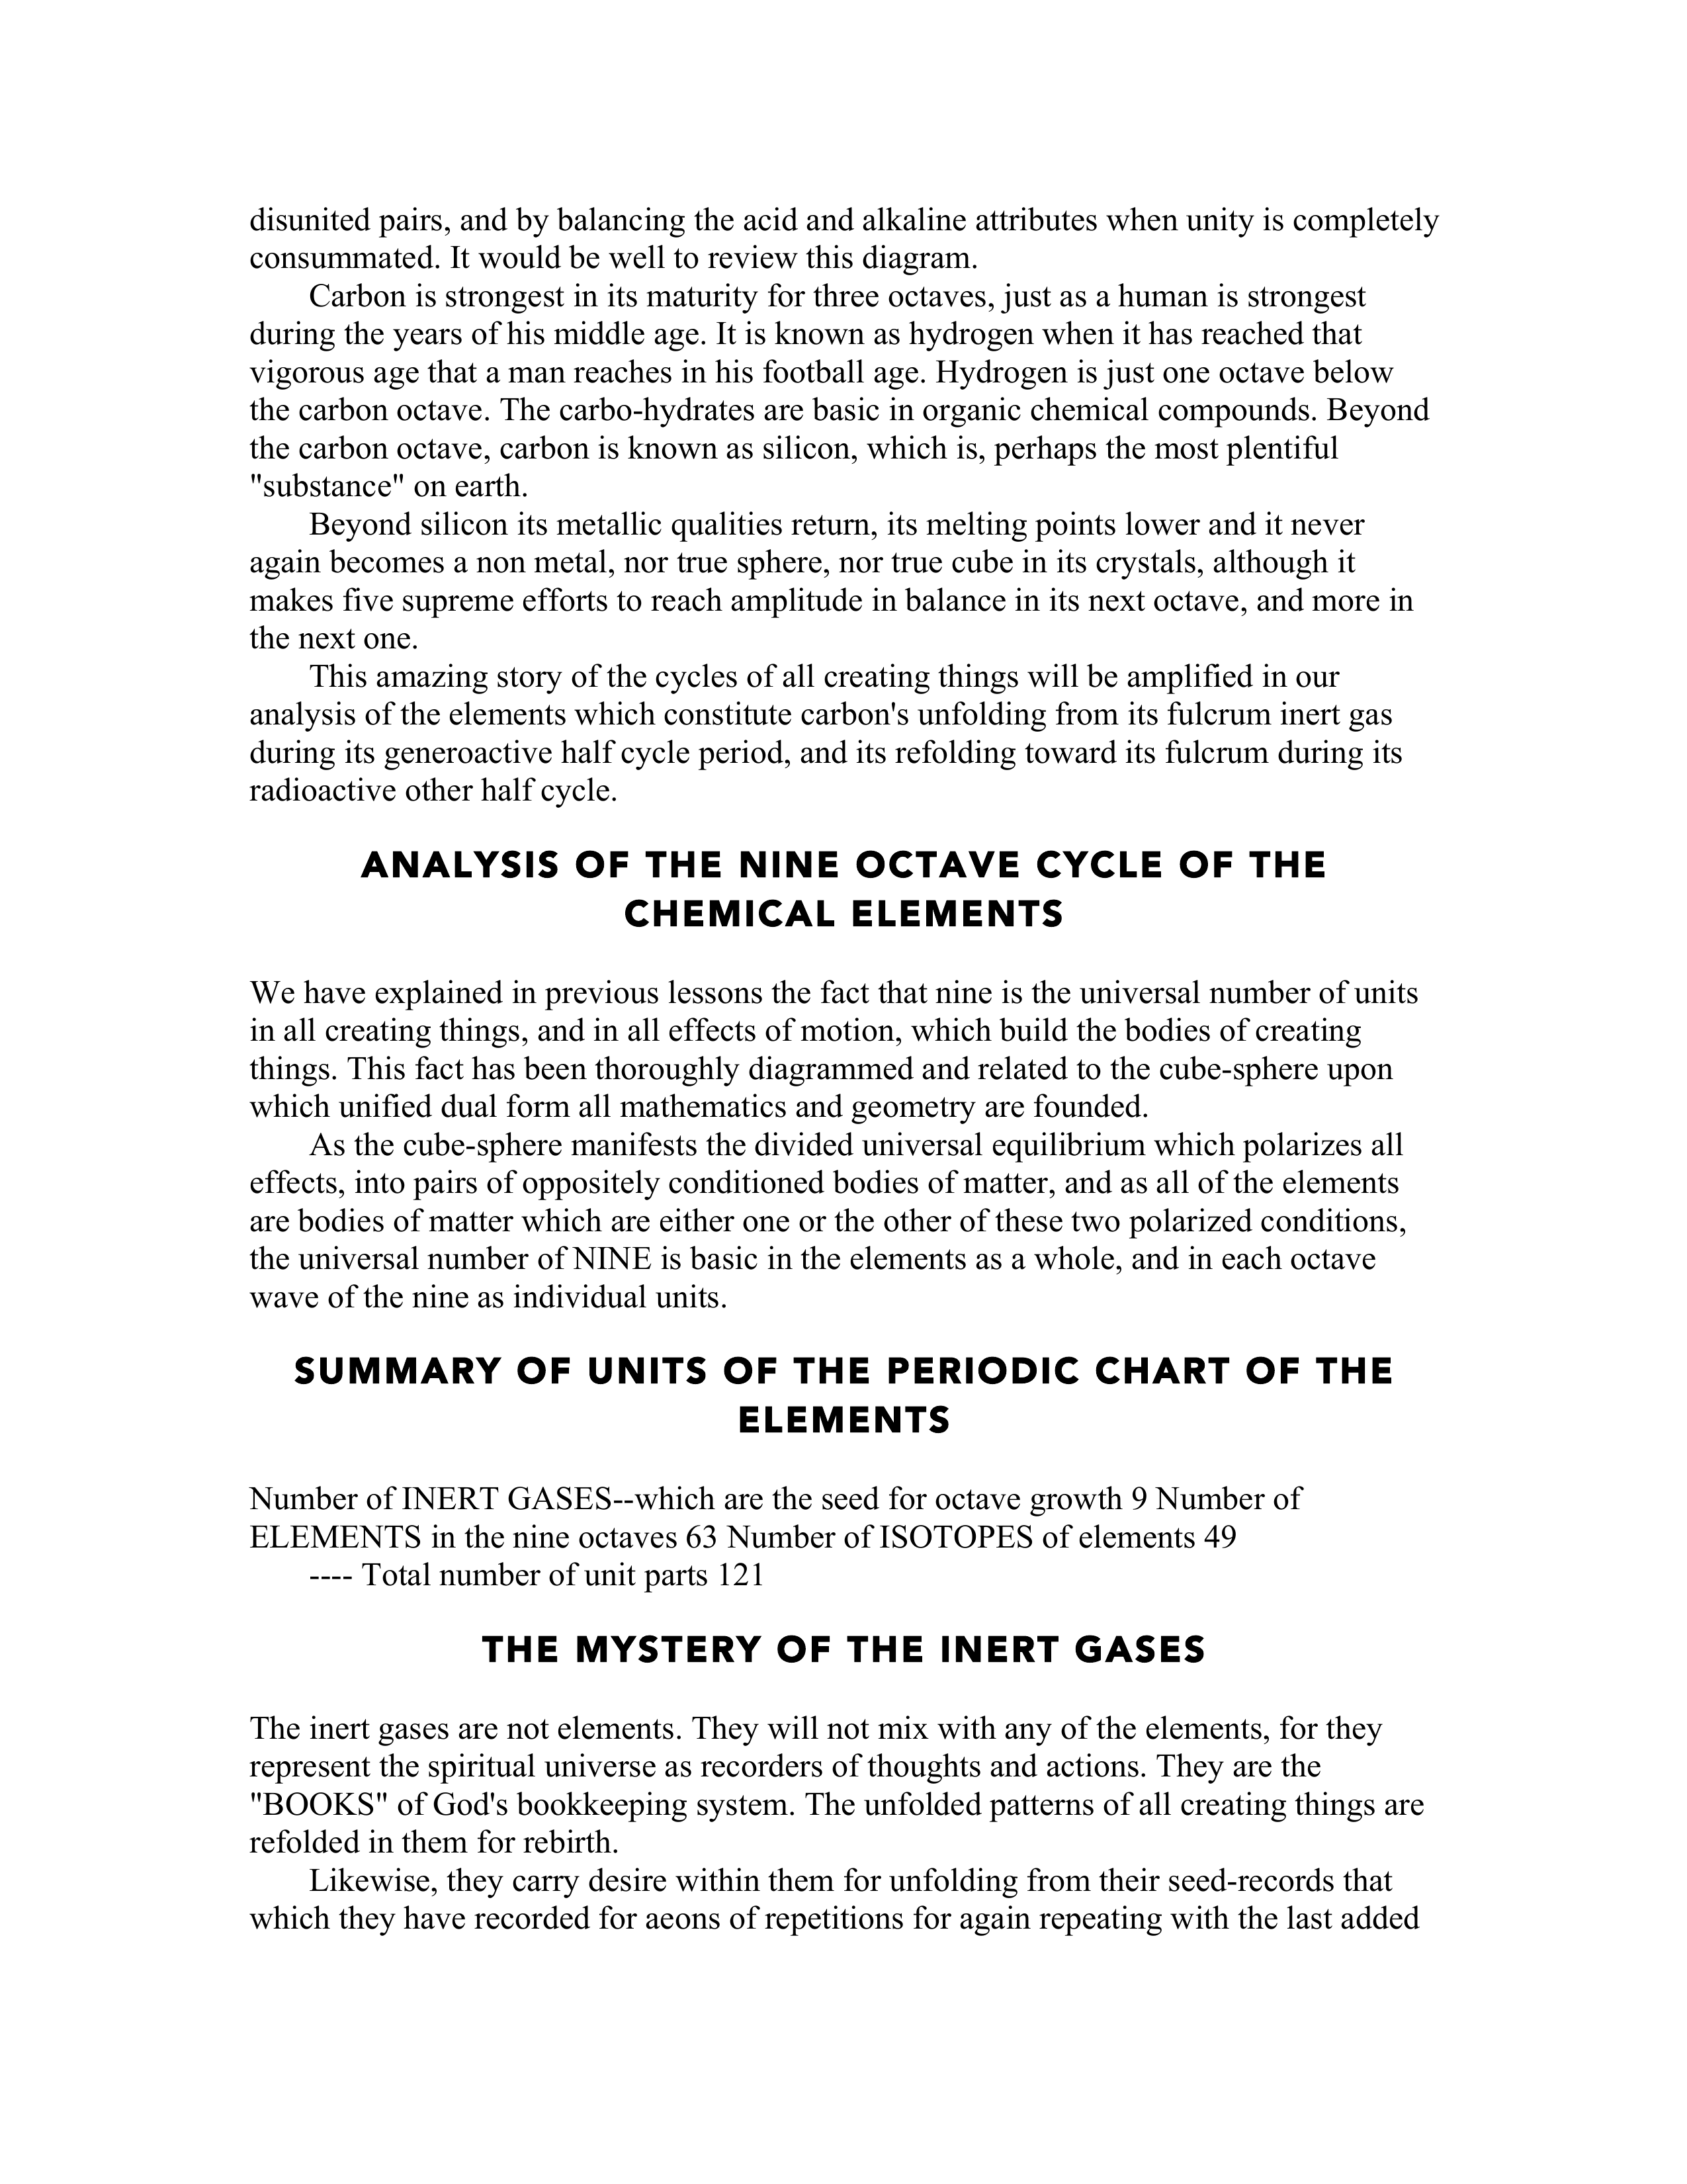 disunited pairs, and by balancing the acid and alkaline attributes when unity is completely
consummated. It would be well to review this diagram.
Carbon is strongest in its maturity for three octaves, just as a human is strongest
during the years of his middle age. It is known as hydrogen when it has reached that
vigorous age that a man reaches in his football age. Hydrogen is just one octave below
the carbon octave. The carbo-hydrates are basic in organic chemical compounds. Beyond
the carbon octave, carbon is known as silicon, which is, perhaps the most plentiful
"substance" on earth.
Beyond silicon its metallic qualities return, its melting points lower and it never
again becomes a non metal, nor true sphere, nor true cube in its crystals, although it
makes five supreme efforts to reach amplitude in balance in its next octave, and more in
the next one.
This amazing story of the cycles of all creating things will be amplified in our
analysis of the elements which constitute carbon's unfolding from its fulcrum inert gas
during its generoactive half cycle period, and its refolding toward its fulcrum during its
radioactive other half cycle.
ANALYSIS OF THE NINE OCTAVE CYCLE OF THE
CHEMICAL ELEMENTS
We have explained in previous lessons the fact that nine is the universal number of units
in all creating things, and in all effects of motion, which build the bodies of creating
things. This fact has been thoroughly diagrammed and related to the cube-sphere upon
which unified dual form all mathematics and geometry are founded.
As the cube-sphere manifests the divided universal equilibrium which polarizes all
effects, into pairs of oppositely conditioned bodies of matter, and as all of the elements
are bodies of matter which are either one or the other of these two polarized conditions,
the universal number of NINE is basic in the elements as a whole, and in each octave
wave of the nine as individual units.
SUMMARY OF UNITS OF THE PERIODIC CHART OF THE
ELEMENTS
Number of INERT GASES--which are the seed for octave growth 9 Number of
ELEMENTS in the nine octaves 63 Number of ISOTOPES of elements 49
---- Total number of unit parts 121
THE MYSTERY OF THE INERT GASES
The inert gases are not elements. They will not mix with any of the elements, for they
represent the spiritual universe as recorders of thoughts and actions. They are the
"BOOKS" of God's bookkeeping system. The unfolded patterns of all creating things are
refolded in them for rebirth.
Likewise, they carry desire within them for unfolding from their seed-records that
which they have recorded for aeons of repetitions for again repeating with the last added